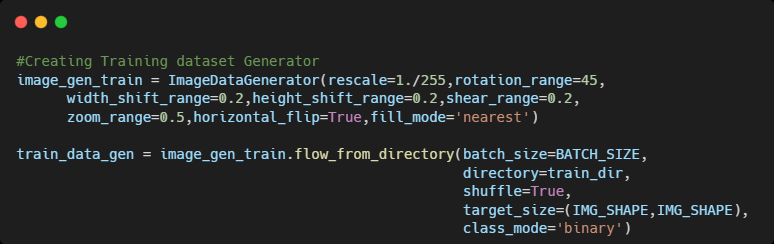 #Creating Training dataset Generator
image_gen_train = ImageDataGenerator(rescale=1./255,rotation_range=45,
      width_shift_range=0.2,height_shift_range=0.2,shear_range=0.2,
      zoom_range=0.5,horizontal_flip=True,fill_mode='nearest')

train_data_gen = image_gen_train.flow_from_directory(batch_size=BATCH_SIZE,
                                                     directory=train_dir,
                                                     shuffle=True,
                                                     target_size=(IMG_SHAPE,IMG_SHAPE),
                                                     class_mode='binary')